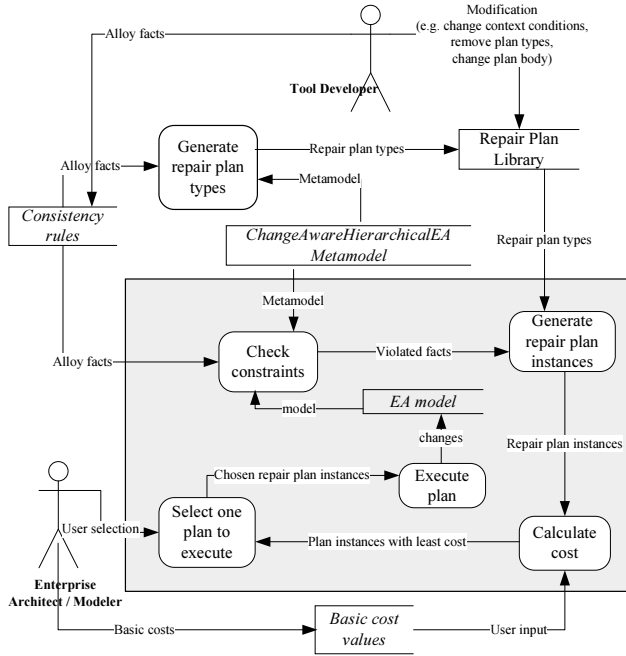 Modification
(e.g. change context conditions,
remove plan types,
change plan body)
Alloy facts
Tool Developer
Generate
repair plan
types
Repair plan types
Repair Plan
Library
Alloy facts
Metamodel
Consistency
rules
ChangeAwareHierarchicalEA
Metamodel
Repair plan types
Metamodel
Generate
repair plan
instances
Check
constraints
Violated facts
Alloy facts
EA model
model
changes
Repair plan instances
Chosen repair plan instances
Execute
plan
Select one
plan to
execute
User selection
Plan instances with least cost
Calculate
cost
Enterprise
Architect / Modeler
Basic costs
Basic cost
values
User input